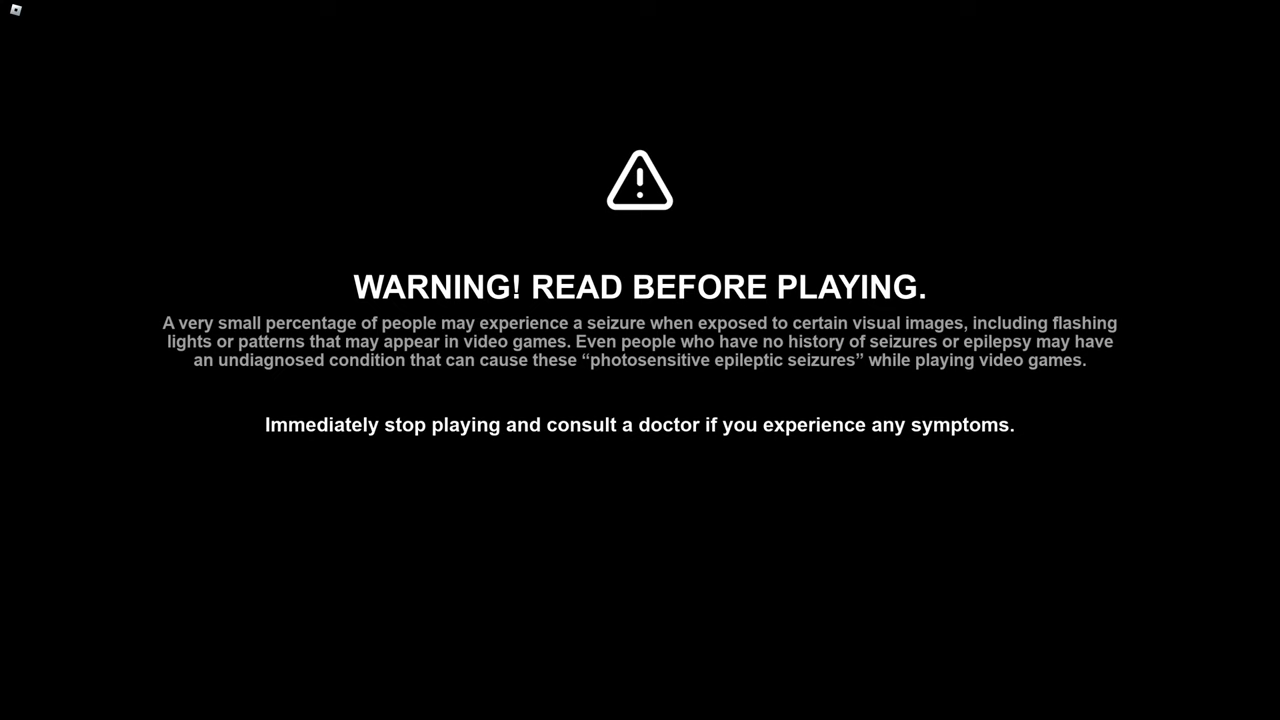 WARNING! READ BEFORE PLAYING.
A very small percentage of people may experience a seizure when exposed to certain visual images, including flashing
lights or patterns that may appear in video games. Even people who have no history of seizures or epilepsy may have
an undiagnosed condition that can cause these “photosensitive epileptic seizures” while playing video games.
Immediately stop playing and consult a doctor if you experience any symptoms.